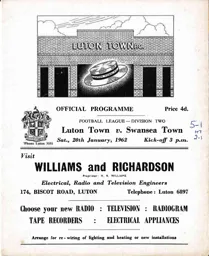 LUTON TOWN F.C.
OFFICIAL PROGRAMME Price 4d.
FOOTBALL LEAGUE — DIVISION TWO
Luton Town v. Swansea Town
Sat., 20th January, 1962 Kick-off 3 p.m.
Visit
WILLIAMS and RICHARDSON
Electrical, Radio and Television Engineers
174, BISCOT ROAD, LUTON Telephone: Luton 6897
Choose your new RADIO : TELEVISION : RADIOGRAM
TAPE RECORDERS : ELECTRICAL APPLIANCES
Arrange for re-wiring of lighting and heating or new installations